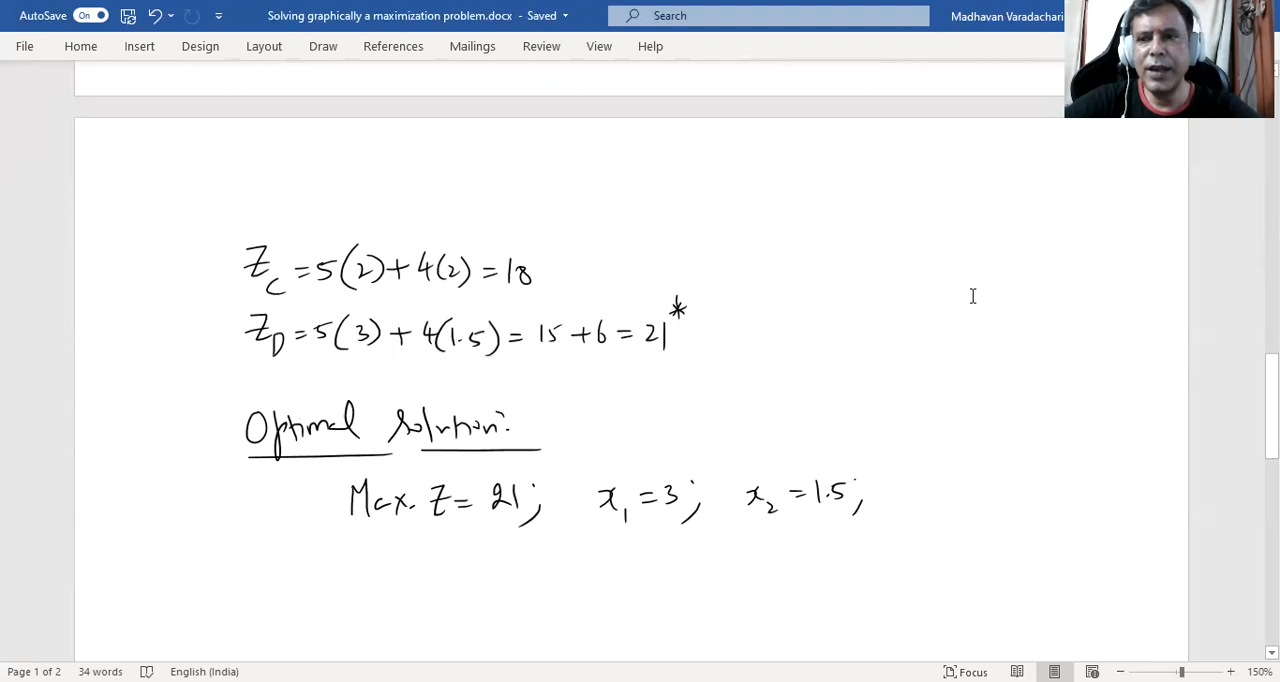 AutoSave On Solving graphically a maximization problem.docx - Saved Search Madhavan Varadachari
File Home Insert Design Layout Draw References Mailings Review View Help
Z_C = 5(2) + 4(2) = 18
Z_D = 5(3) + 4(1.5) = 15 + 6 = 21*
Optimal solution:
Max. Z = 21; x₁ = 3; x₂ = 1.5;
Page 1 of 2 34 words English (India) Focus 150%